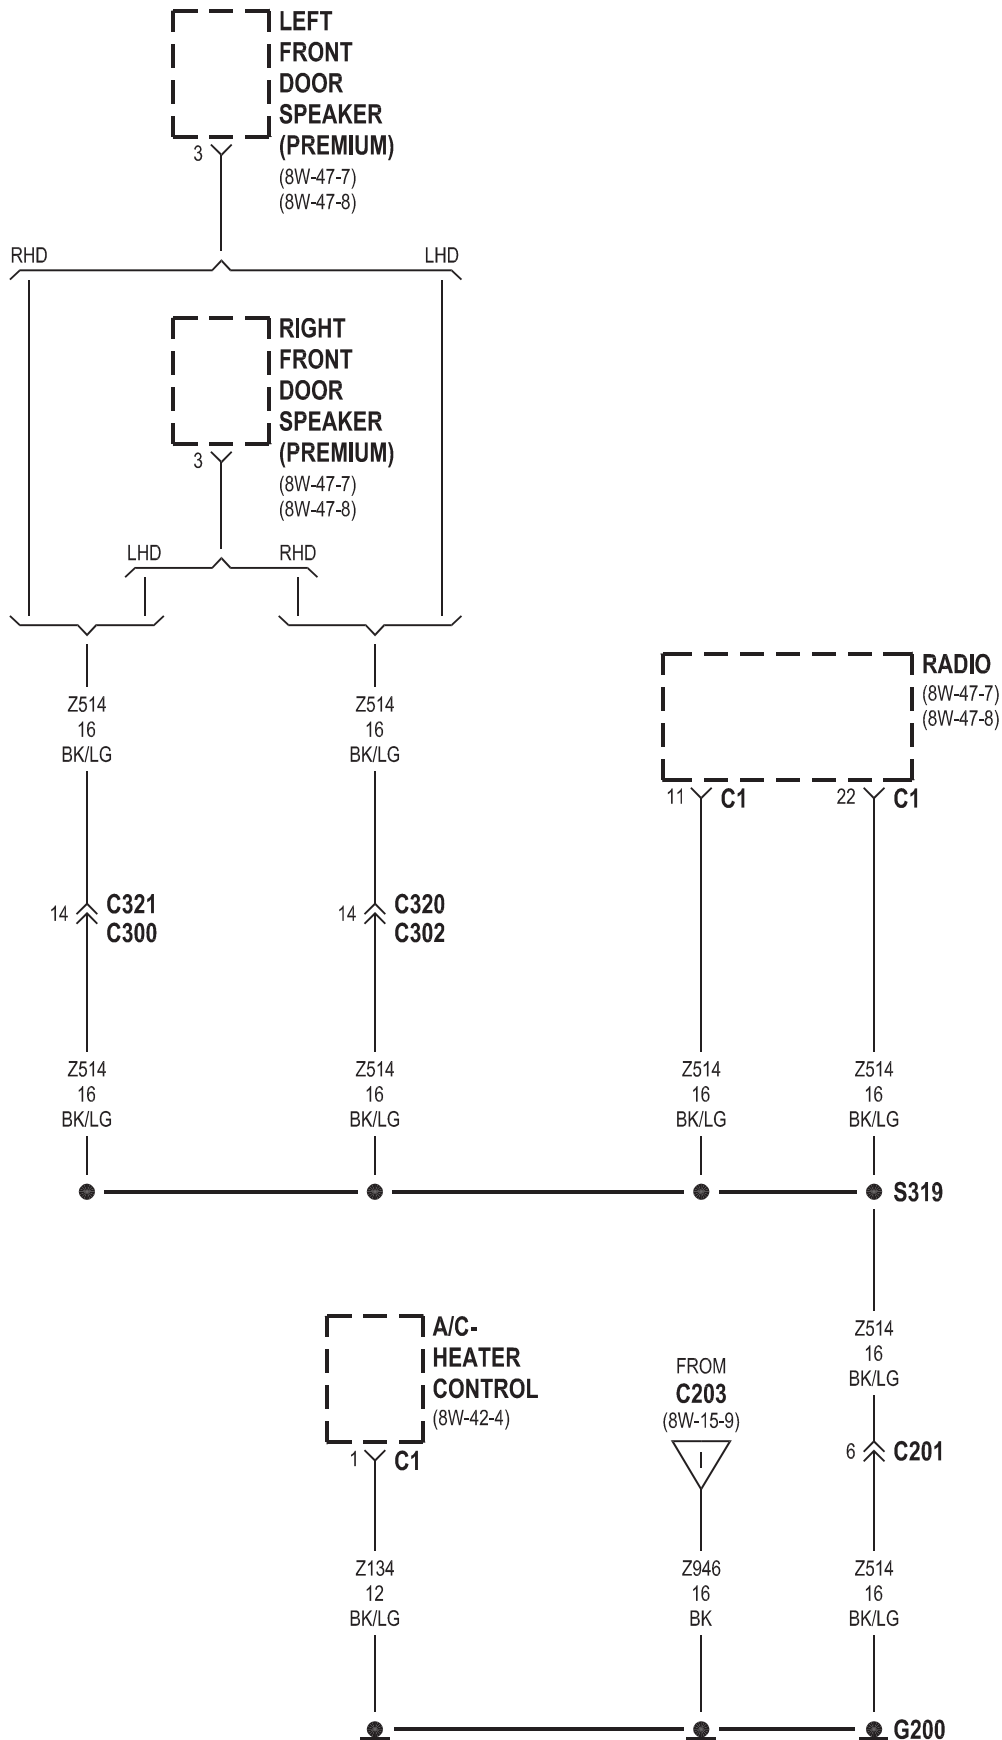 LEFT
FRONT
DOOR
SPEAKER
(PREMIUM)
(8W-47-7)
(8W-47-8)
3
RHD
LHD
RIGHT
FRONT
DOOR
SPEAKER
(PREMIUM)
(8W-47-7)
(8W-47-8)
3
LHD
RHD
RADIO
(8W-47-7)
(8W-47-8)
11
C1
22
C1
Z514
16
BK/LG
Z514
16
BK/LG
14
C321
C300
14
C320
C302
Z514
16
BK/LG
Z514
16
BK/LG
Z514
16
BK/LG
Z514
16
BK/LG
S319
A/C-
HEATER
CONTROL
(8W-42-4)
1
C1
FROM
C203
(8W-15-9)
I
Z514
16
BK/LG
6
C201
Z134
12
BK/LG
Z946
16
BK
Z514
16
BK/LG
G200